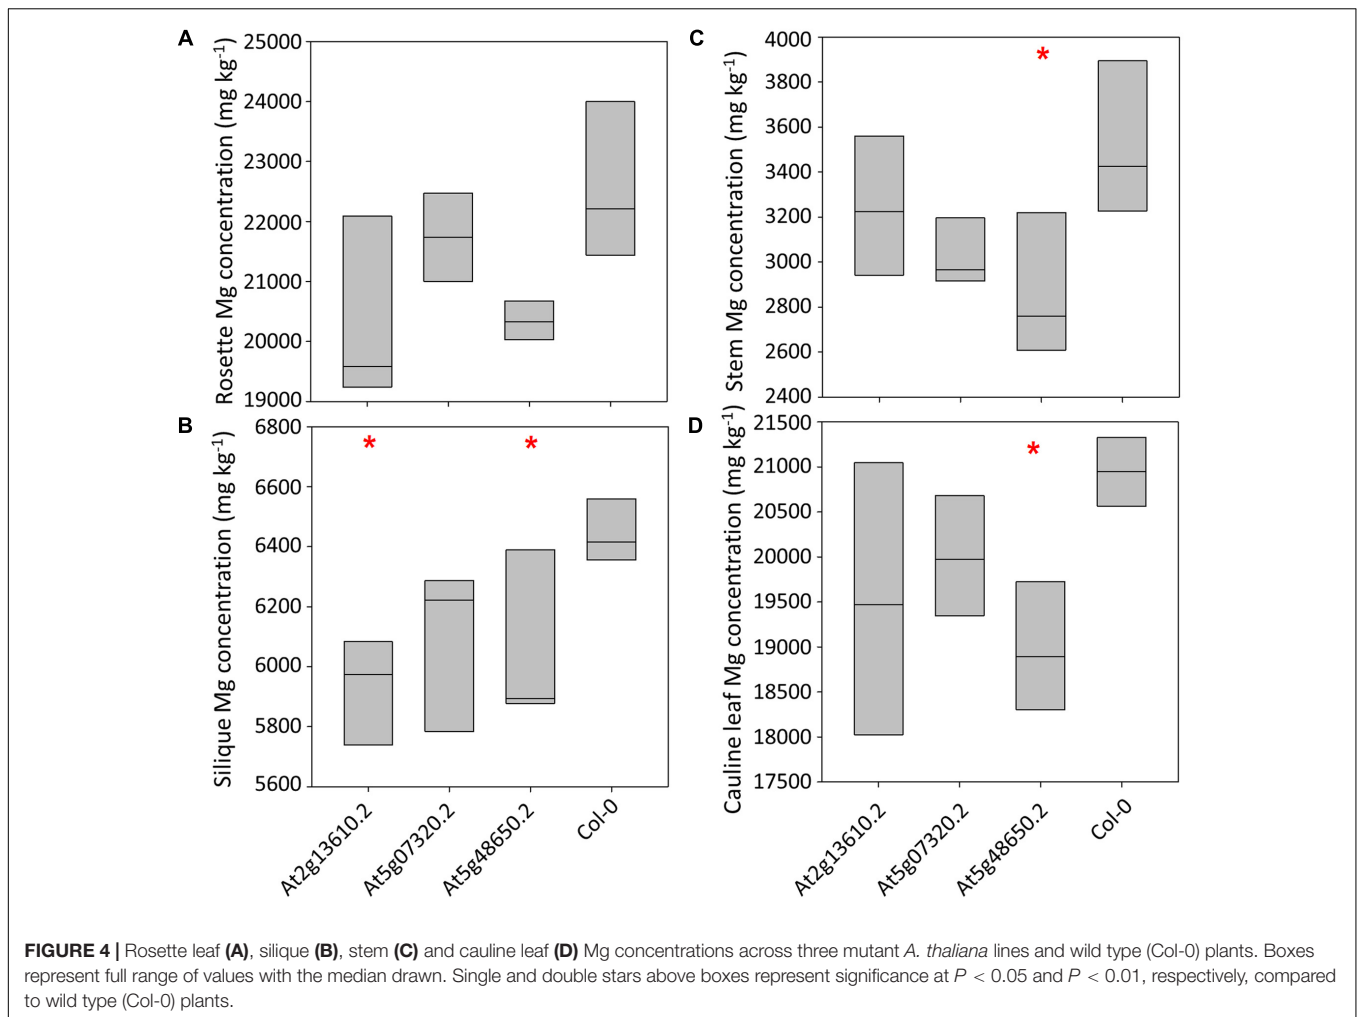 A
Rosette Mg concentration (mg kg⁻¹)
25000
24000
23000
22000
21000
20000
19000
B
Silique Mg concentration (mg kg⁻¹)
6800
6600
6400
6200
6000
5800
5600
*
*
At2g13610.2
At5g07320.2
At5g48650.2
Col-0
C
Stem Mg concentration (mg kg⁻¹)
4000
3800
3600
3400
3200
3000
2800
2600
2400
*
D
Cauline leaf Mg concentration (mg kg⁻¹)
21500
21000
20500
20000
19500
19000
18500
18000
17500
*
At2g13610.2
At5g07320.2
At5g48650.2
Col-0
FIGURE 4 | Rosette leaf (A), silique (B), stem (C) and cauline leaf (D) Mg concentrations across three mutant A. thaliana lines and wild type (Col-0) plants. Boxes
represent full range of values with the median drawn. Single and double stars above boxes represent significance at P < 0.05 and P < 0.01, respectively, compared
to wild type (Col-0) plants.